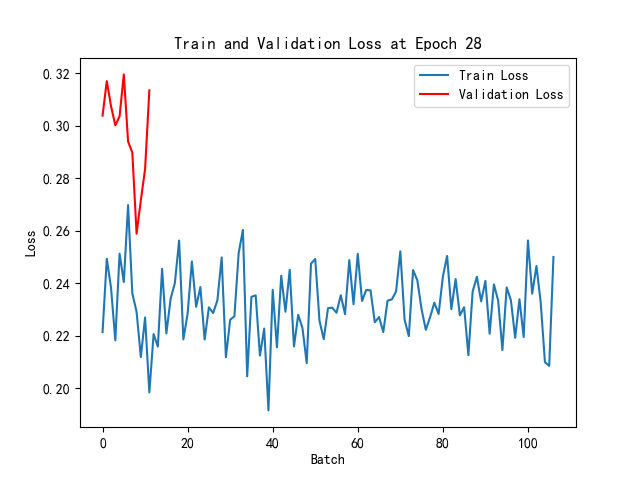 Train and Validation Loss at Epoch 28
Train Loss
Validation Loss
0.32
0.30
0.28
0.26
0.24
0.22
0.20
Loss
0
20
40
60
80
100
Batch